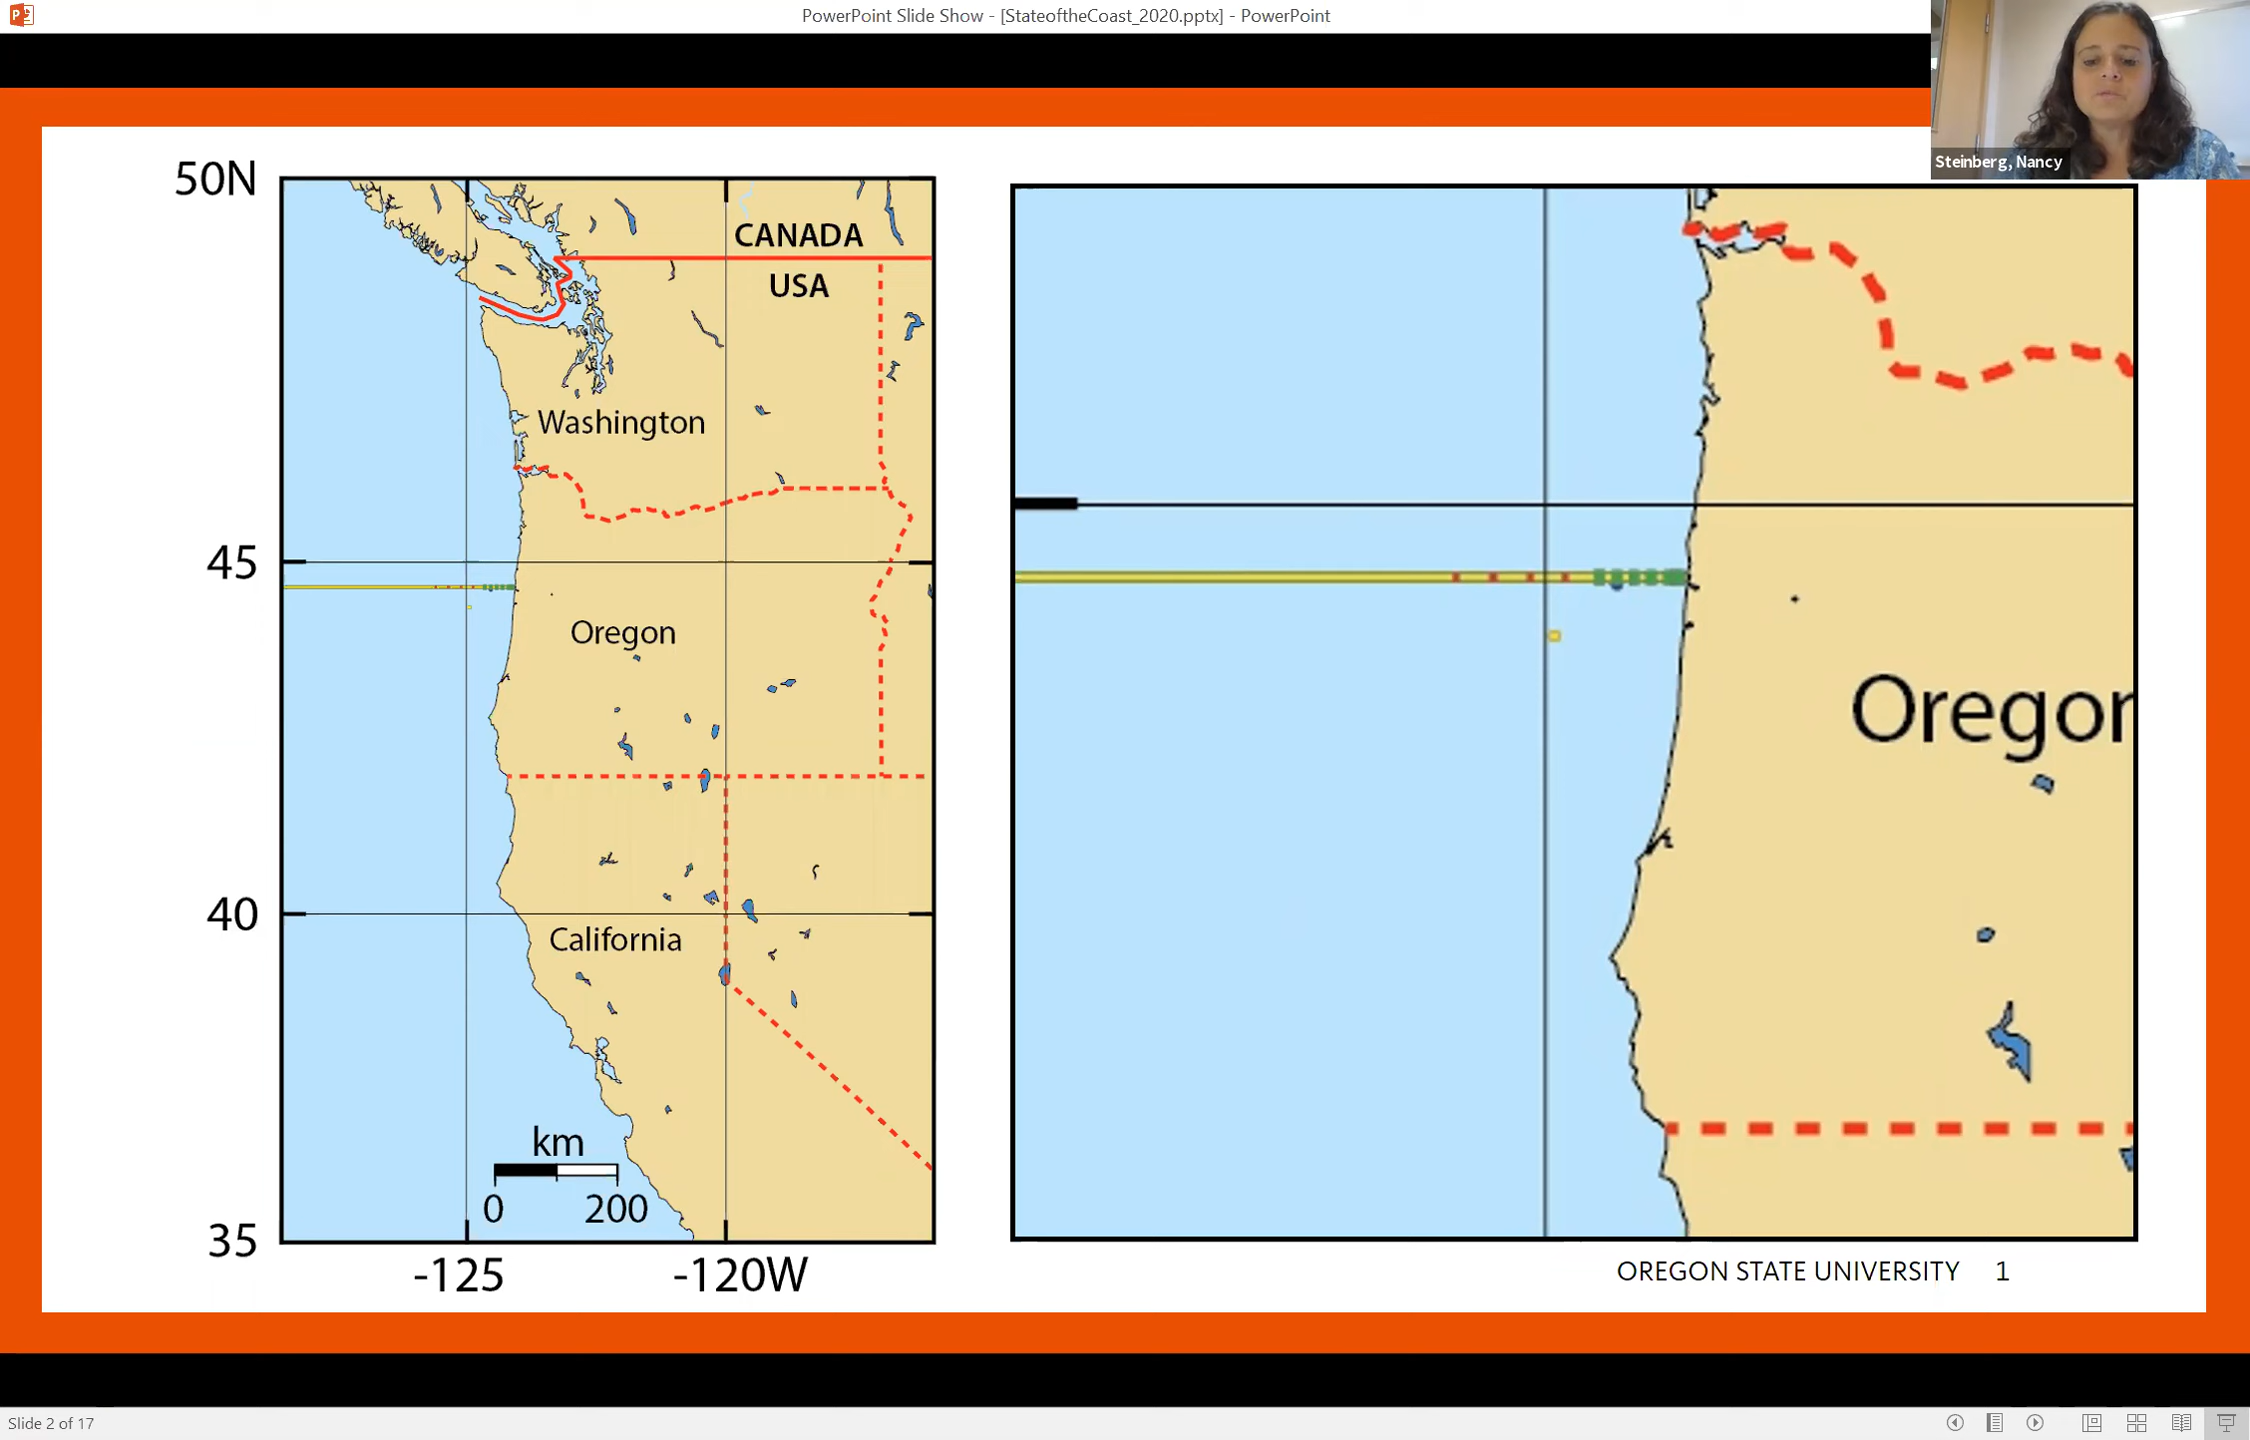 PowerPoint Slide Show - [StateoftheCoast_2020.pptx] - PowerPoint
Steinberg, Nancy
50N
CANADA
USA
Washington
45
Oregon
40
California
km
0 200
35
-125 -120W
Oregon
OREGON STATE UNIVERSITY 1
Slide 2 of 17